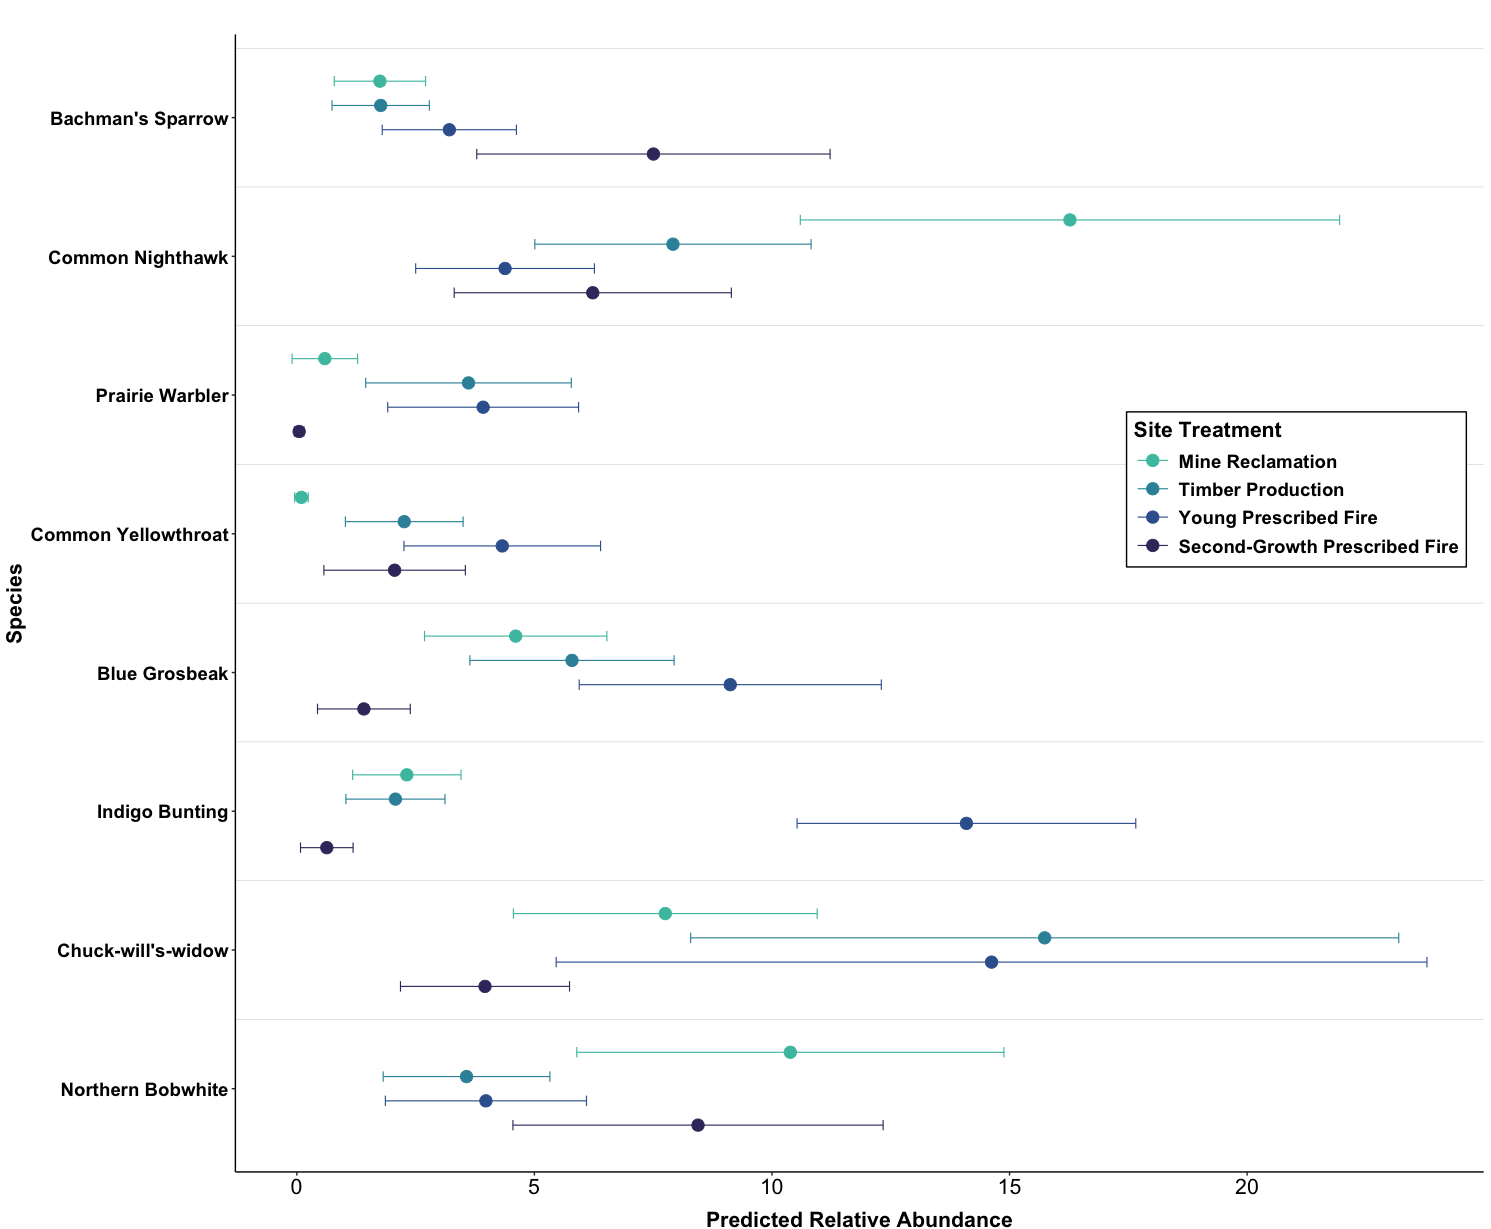 Bachman's Sparrow
Common Nighthawk
Prairie Warbler
Common Yellowthroat
Blue Grosbeak
Indigo Bunting
Chuck-will's-widow
Northern Bobwhite
Species
Site Treatment
Mine Reclamation
Timber Production
Young Prescribed Fire
Second-Growth Prescribed Fire
0 5 10 15 20
Predicted Relative Abundance